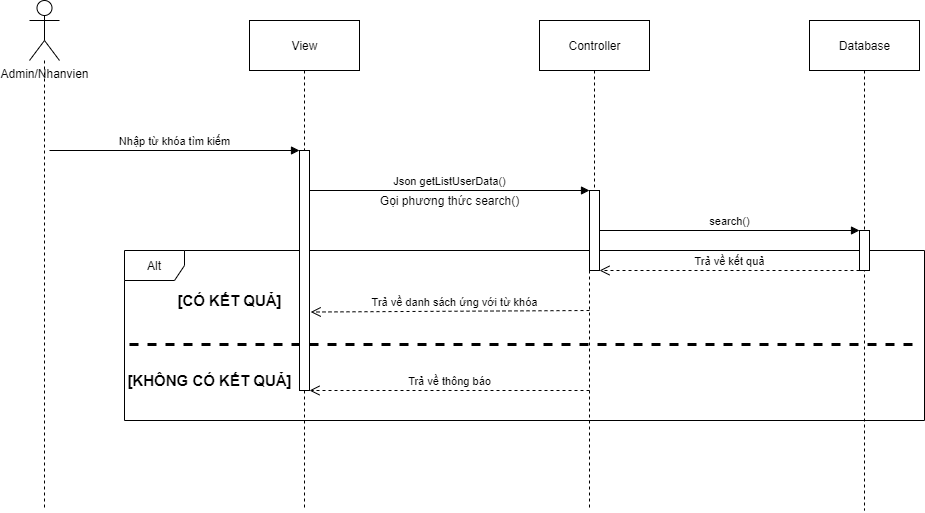 View
Controller
Database
Admin/Nhanvien
Nhập từ khóa tìm kiếm
Json getListUserData()
Gọi phương thức search()
search()
Alt
Trả về kết quả
[CÓ KẾT QUẢ]
Trả về danh sách ứng với từ khóa
[KHÔNG CÓ KẾT QUẢ]
Trả về thông báo